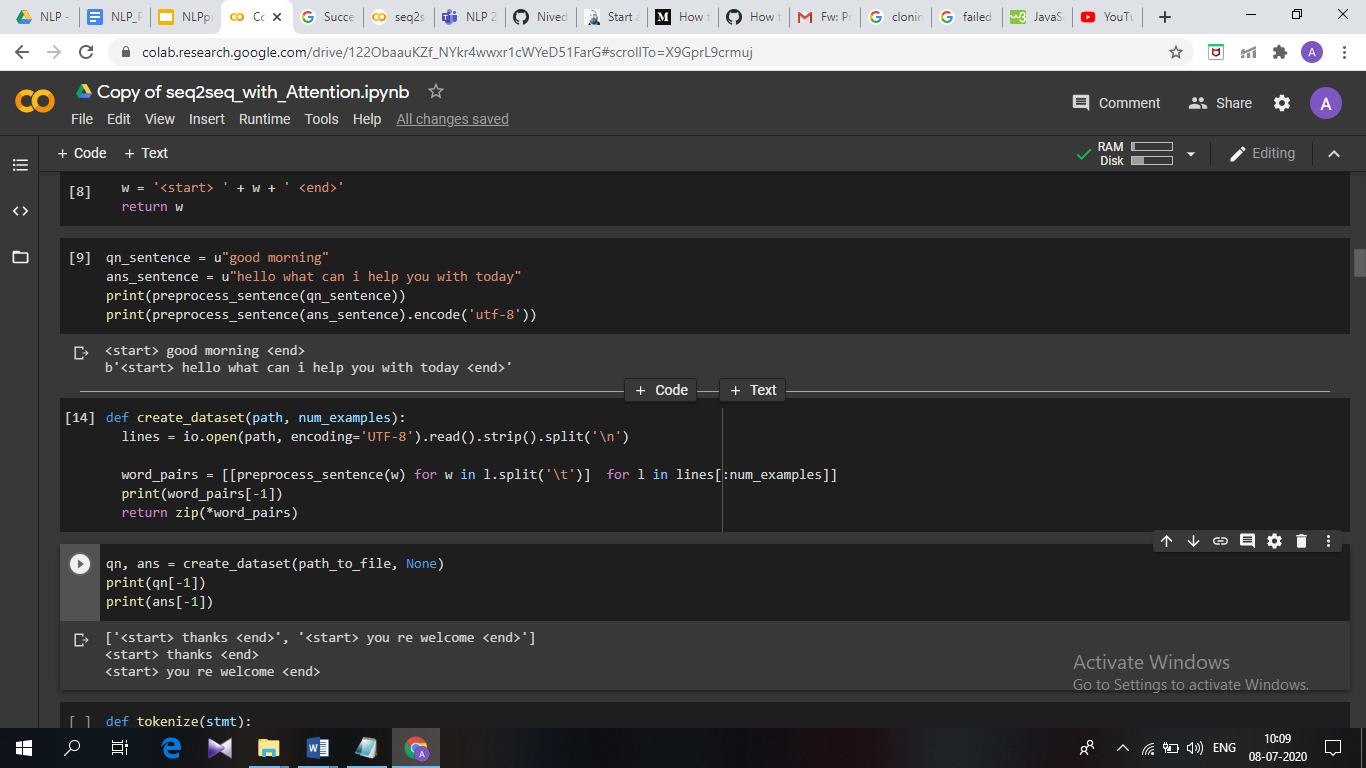 NLP -
NLP_F
NLPpr
Co
Succe
seq2s
NLP 2
Nived
Start a
How t
How t
Fw: Pr
clonin
failed
JavaS
YouTu
colab.research.google.com/drive/122ObaauKZf_NYkr4wwxr1cWYeD51FarG#scrollTo=X9GprL9crmuj
A
Copy of seq2seq_with_Attention.ipynb
Comment
Share
A
File Edit View Insert Runtime Tools Help All changes saved
+ Code + Text
RAM
Disk
Editing
[8] w = '<start> ' + w + ' <end>'
return w
[9] qn_sentence = u"good morning"
ans_sentence = u"hello what can i help you with today"
print(preprocess_sentence(qn_sentence))
print(preprocess_sentence(ans_sentence).encode('utf-8'))
<start> good morning <end>
b'<start> hello what can i help you with today <end>'
+ Code + Text
[14] def create_dataset(path, num_examples):
lines = io.open(path, encoding='UTF-8').read().strip().split('\n')
word_pairs = [[preprocess_sentence(w) for w in l.split('\t')]  for l in lines[:num_examples]]
print(word_pairs[-1])
return zip(*word_pairs)
qn, ans = create_dataset(path_to_file, None)
print(qn[-1])
print(ans[-1])
['<start> thanks <end>', '<start> you re welcome <end>']
<start> thanks <end>
<start> you re welcome <end>
Activate Windows
Go to Settings to activate Windows.
[ ] def tokenize(stmt):
ENG
10:09
08-07-2020